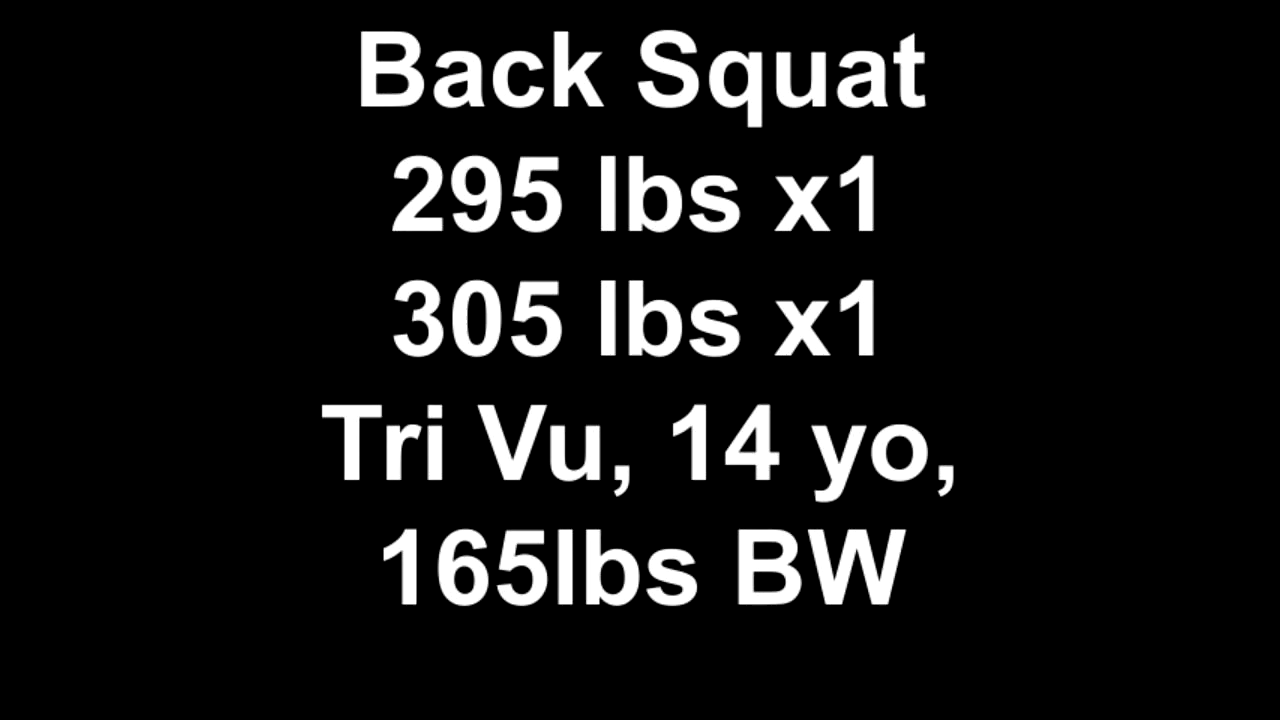 Back Squat
295 lbs x1
305 lbs x1
Tri Vu, 14 yo,
165lbs BW